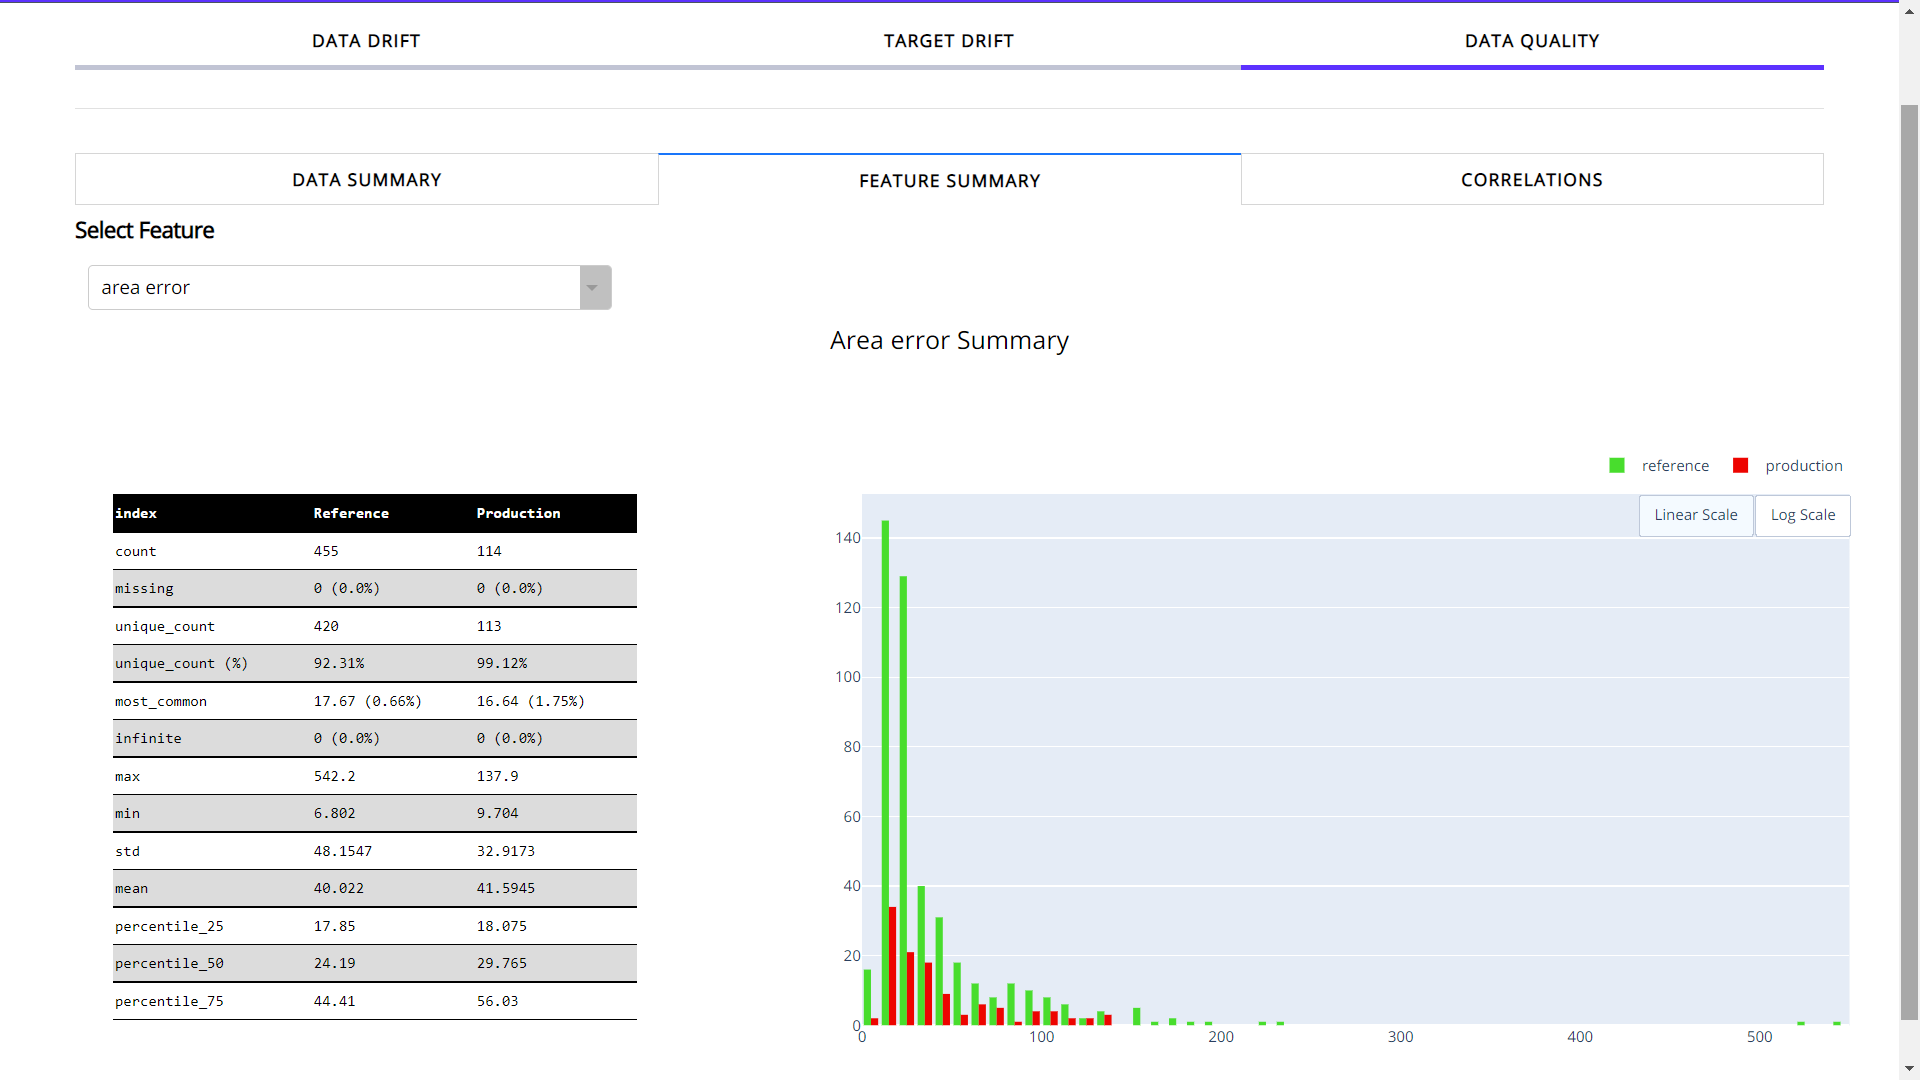 DATA DRIFT TARGET DRIFT DATA QUALITY
DATA SUMMARY FEATURE SUMMARY CORRELATIONS
Select Feature
area error
Area error Summary
reference production
Linear Scale Log Scale
index Reference Production
count 455 114
missing 0 (0.0%) 0 (0.0%)
unique_count 420 113
unique_count (%) 92.31% 99.12%
most_common 17.67 (0.66%) 16.64 (1.75%)
infinite 0 (0.0%) 0 (0.0%)
max 542.2 137.9
min 6.802 9.704
std 48.1547 32.9173
mean 40.022 41.5945
percentile_25 17.85 18.075
percentile_50 24.19 29.765
percentile_75 44.41 56.03
140
120
100
80
60
40
20
0
0 100 200 300 400 500